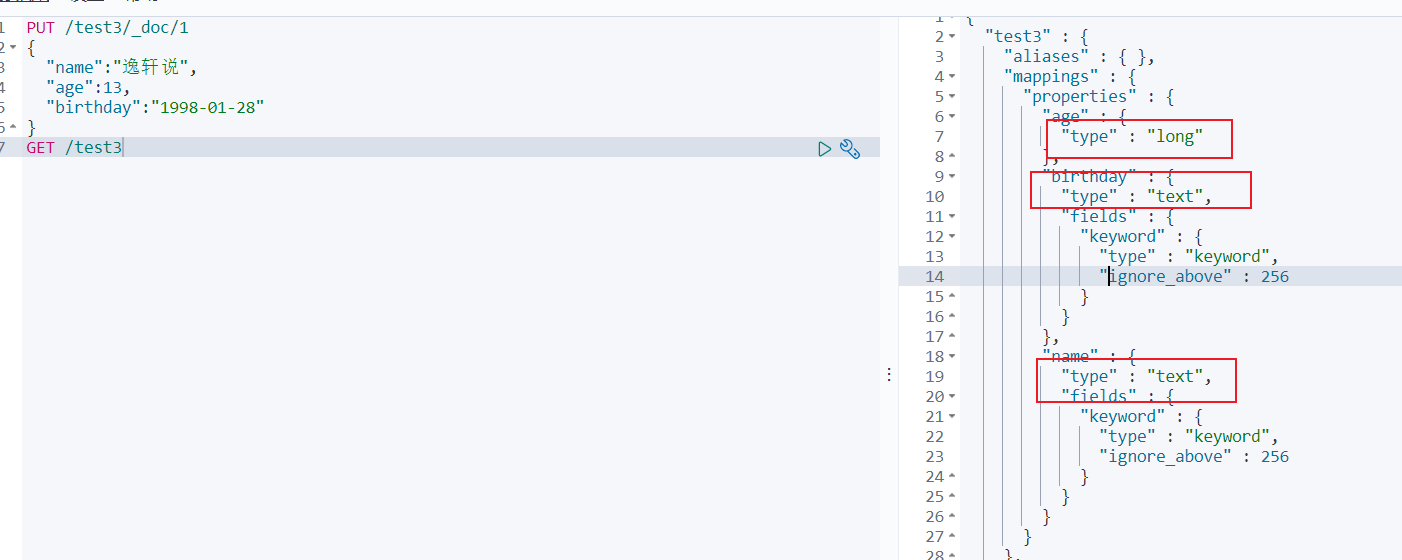 1 PUT /test3/_doc/1
2 {
3 "name":"逸轩说",
4 "age":13,
5 "birthday":"1998-01-28"
6 }
7 GET /test3
1 {
2 "test3" : {
3 "aliases" : { },
4 "mappings" : {
5 "properties" : {
6 "age" : {
7 "type" : "long"
8 },
9 "birthday" : {
10 "type" : "text",
11 "fields" : {
12 "keyword" : {
13 "type" : "keyword",
14 "ignore_above" : 256
15 }
16 }
17 },
18 "name" : {
19 "type" : "text",
20 "fields" : {
21 "keyword" : {
22 "type" : "keyword",
23 "ignore_above" : 256
24 }
25 }
26 }
27 }
28 },